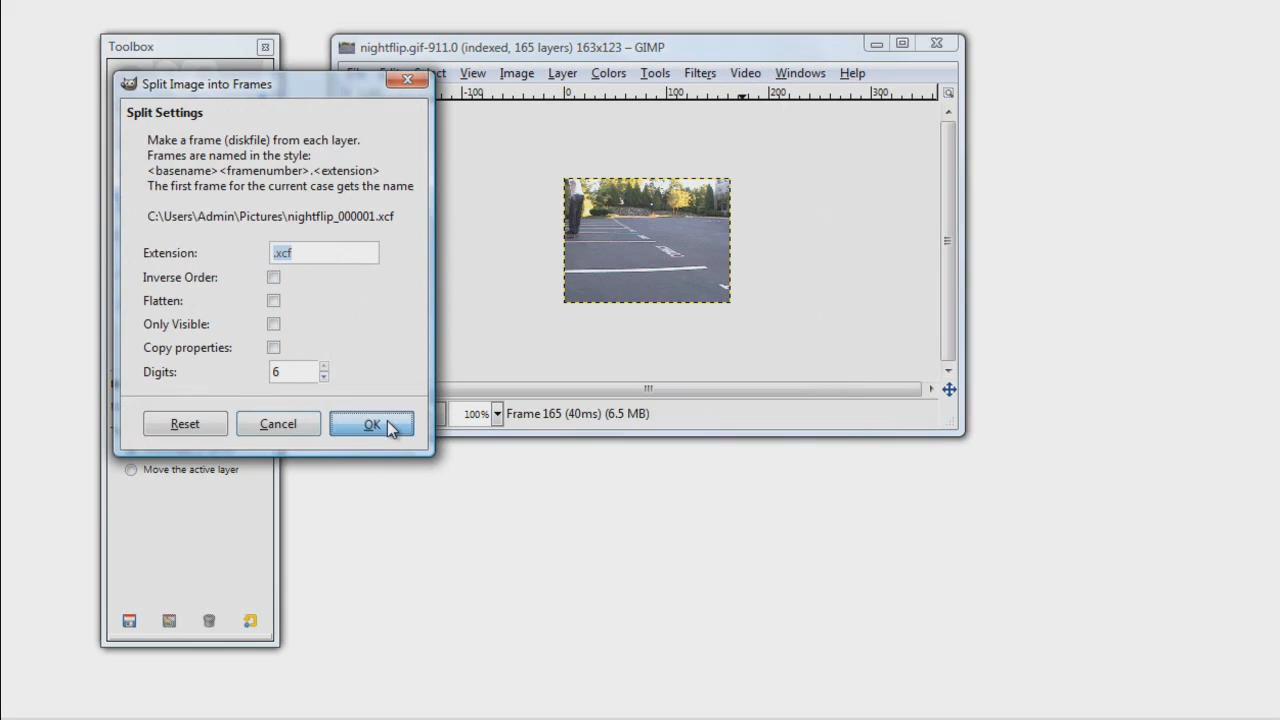 Toolbox
nightflip.gif-911.0 (indexed, 165 layers) 163x123 – GIMP
View Image Layer Colors Tools Filters Video Windows Help
-100 0 100 200 300
Split Image into Frames
Split Settings
Make a frame (diskfile) from each layer.
Frames are named in the style:
<basename><framenumber>.<extension>
The first frame for the current case gets the name
C:\Users\Admin\Pictures\nightflip_000001.xcf
Extension: .xcf
Inverse Order:
Flatten:
Only Visible:
Copy properties:
Digits: 6
Reset Cancel OK
100% Frame 165 (40ms) (6.5 MB)
Move the active layer